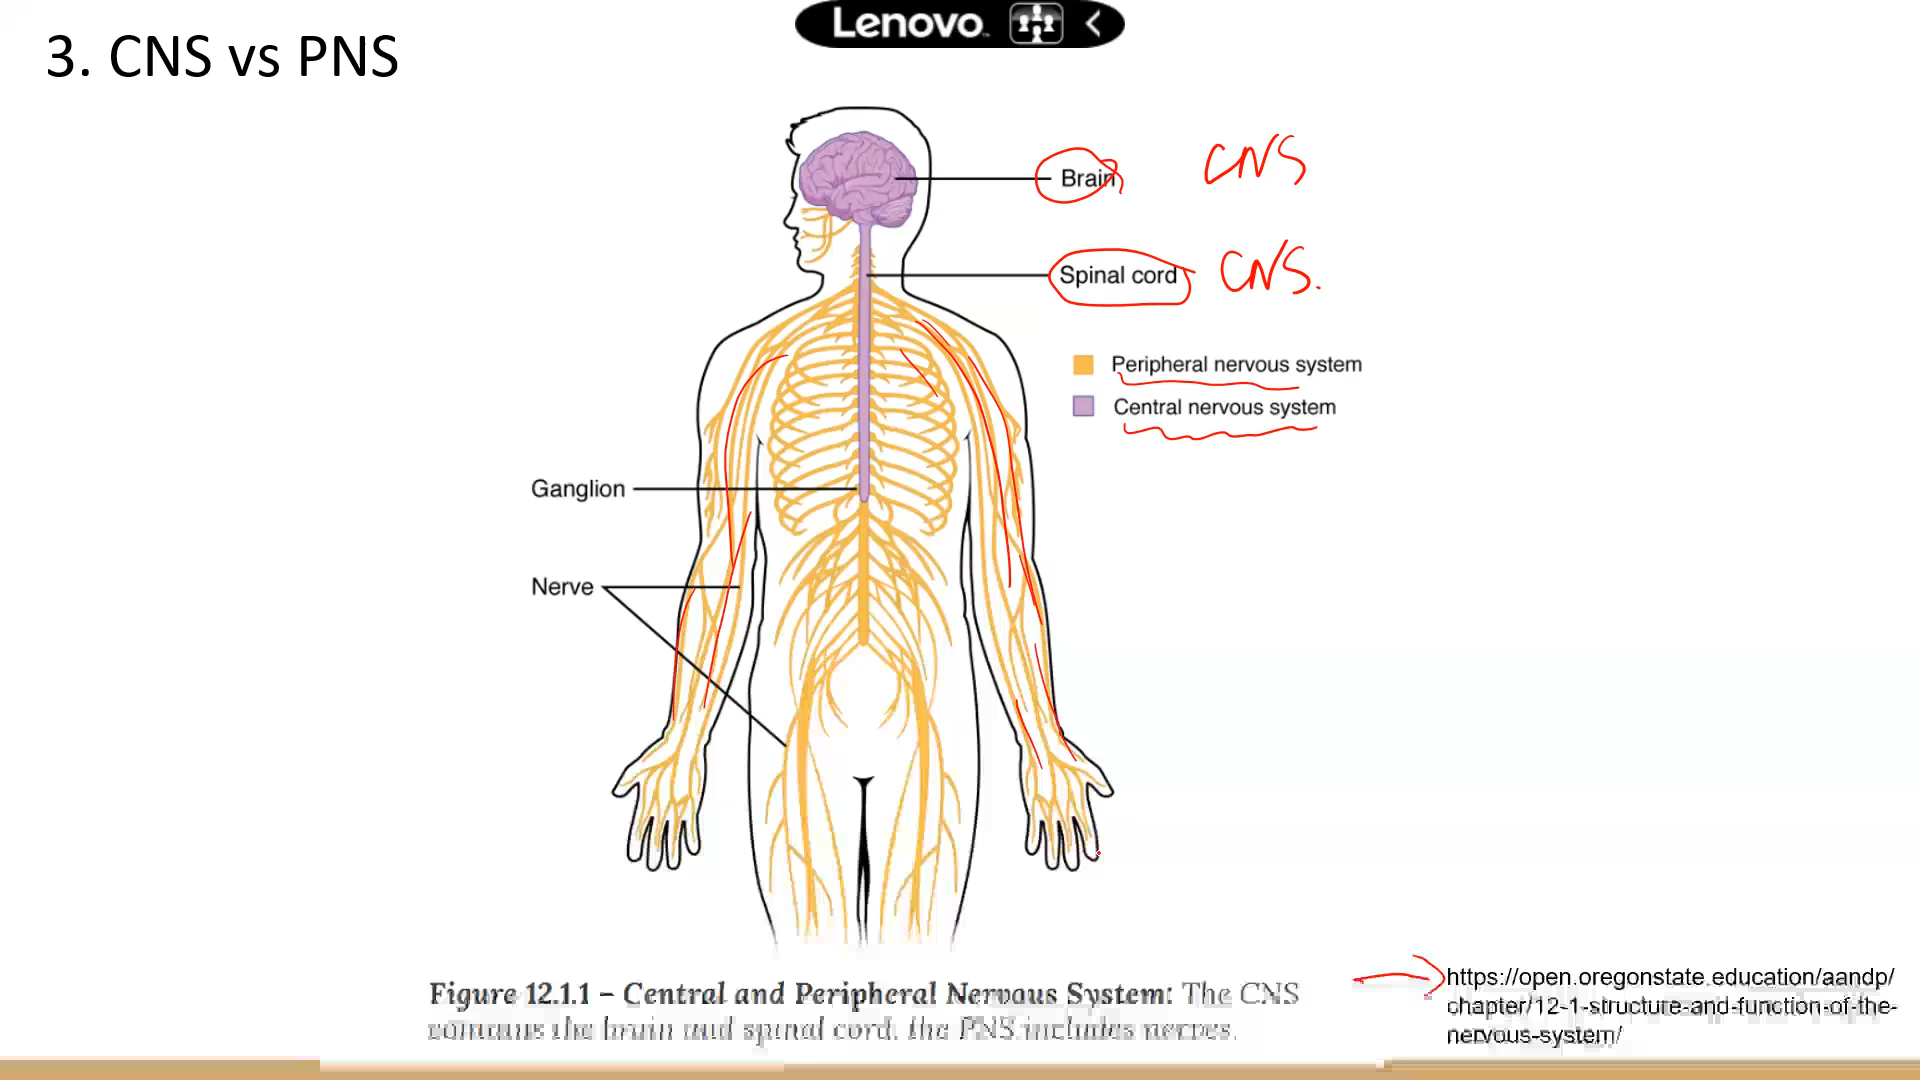 Lenovo
3. CNS vs PNS
Brain
CNS
Spinal cord
CNS.
Peripheral nervous system
Central nervous system
Ganglion
Nerve
Figure 12.1.1 – Central and Peripheral Nervous System: The CNS
contains the brain and spinal cord, the PNS includes nerves.
https://open.oregonstate.education/aandp/
chapter/12-1-structure-and-function-of-the-
nervous-system/